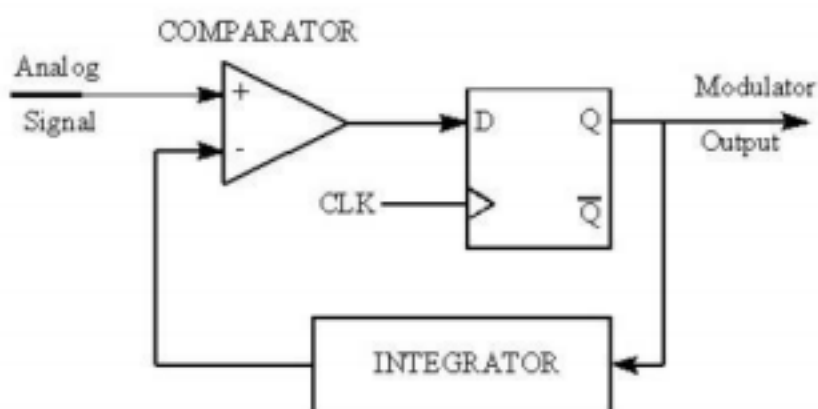 COMPARATOR
Analog
Signal
+
-
D
Q
CLK
Q̅
Modulator
Output
INTEGRATOR